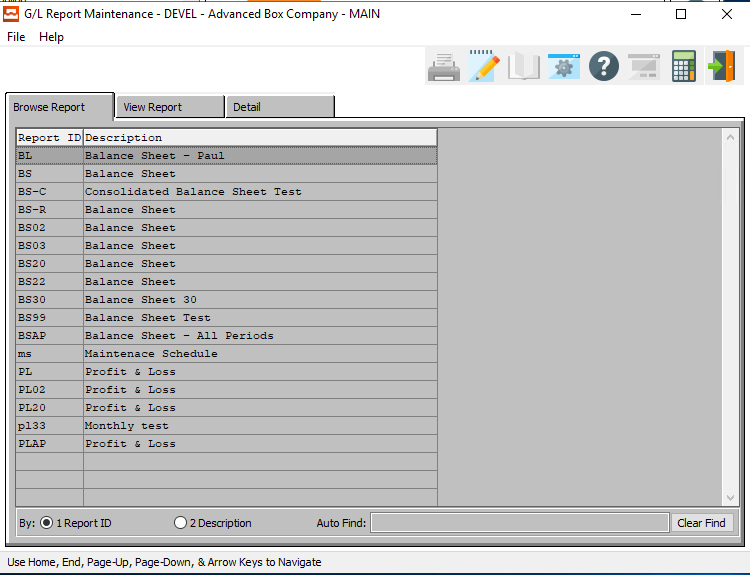 G/L Report Maintenance - DEVEL - Advanced Box Company - MAIN
File Help
Browse Report View Report Detail
Report ID Description
BL Balance Sheet - Paul
BS Balance Sheet
BS-C Consolidated Balance Sheet Test
BS-R Balance Sheet
BS02 Balance Sheet
BS03 Balance Sheet
BS20 Balance Sheet
BS22 Balance Sheet
BS30 Balance Sheet 30
BS99 Balance Sheet Test
BSAP Balance Sheet - All Periods
ms Maintenace Schedule
PL Profit & Loss
PL02 Profit & Loss
PL20 Profit & Loss
pl33 Monthly test
PLAP Profit & Loss
By: 1 Report ID 2 Description Auto Find: Clear Find
Use Home, End, Page-Up, Page-Down, & Arrow Keys to Navigate